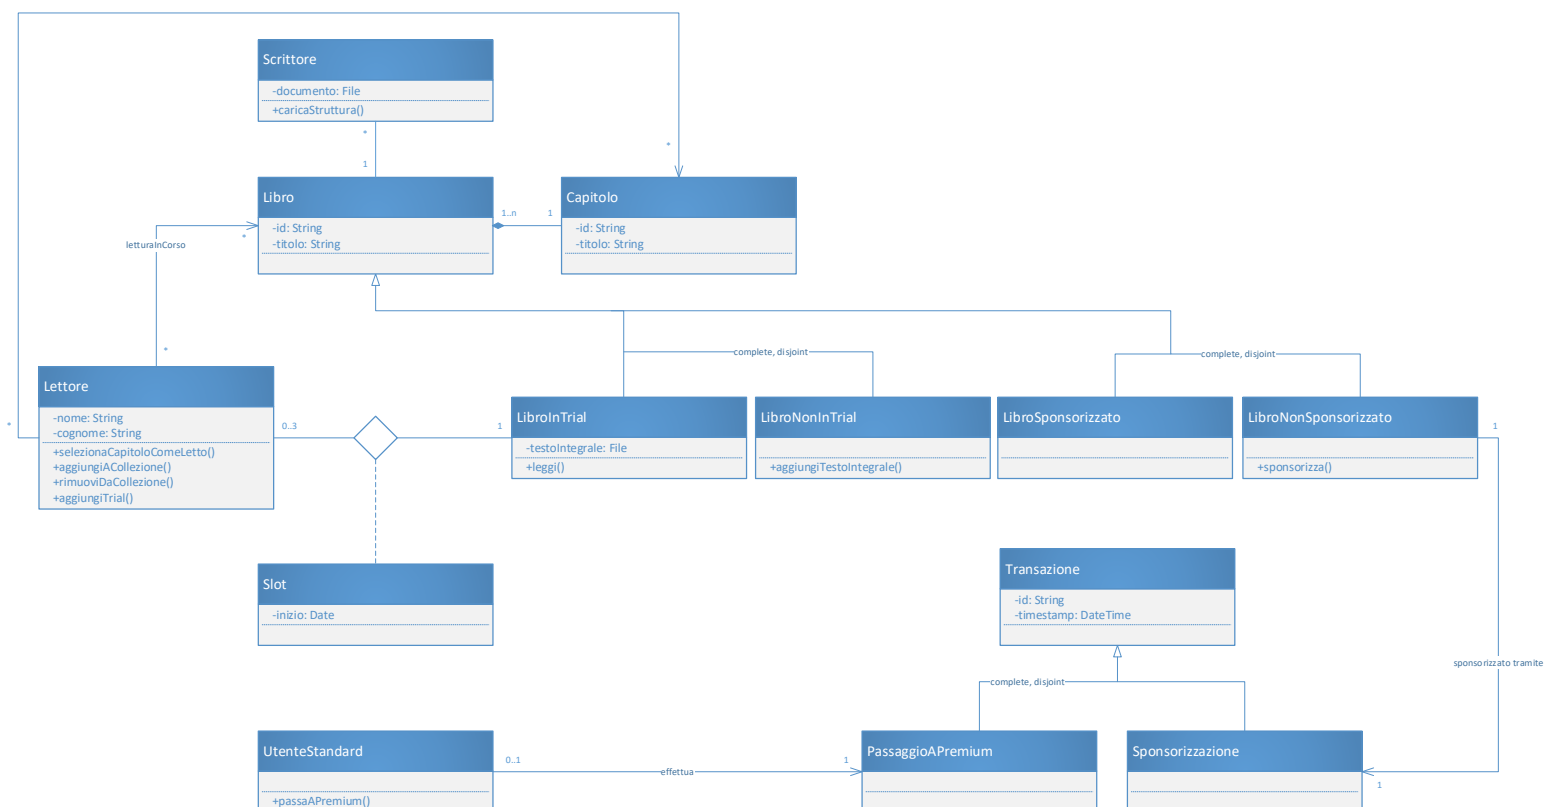 Scrittore
-documento: File
+caricaStruttura()
*
*
1
Libro
-id: String
-titolo: String
1..n
1
Capitolo
-id: String
-titolo: String
*
letturaInCorso
*
complete, disjoint
complete, disjoint
Lettore
-nome: String
-cognome: String
+selezionaCapitoloComeLetto()
+aggiungiACollezione()
+rimuoviDaCollezione()
+aggiungiTrial()
*
0..3
1
LibroInTrial
-testoIntegrale: File
+leggi()
LibroNonInTrial
+aggiungiTestoIntegrale()
LibroSponsorizzato
LibroNonSponsorizzato
+sponsorizza()
1
Slot
-inizio: Date
Transazione
-id: String
-timestamp: DateTime
sponsorizzato tramite
complete, disjoint
UtenteStandard
+passaAPremium()
0..1
effettua
1
PassaggioAPremium
Sponsorizzazione
1